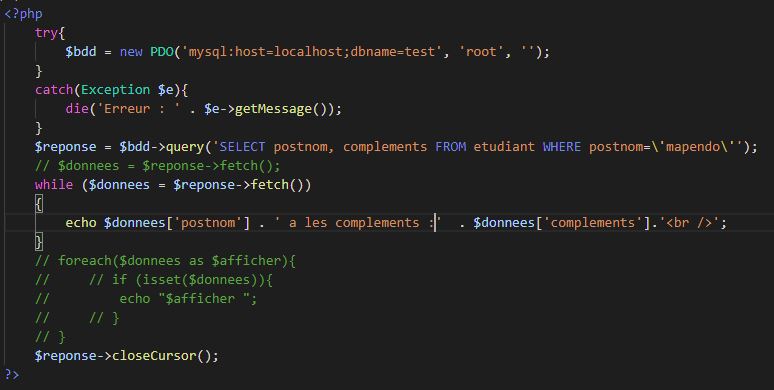 <?php
    try{
        $bdd = new PDO('mysql:host=localhost;dbname=test', 'root', '');
    }
    catch(Exception $e){
        die('Erreur : ' . $e->getMessage());
    }
    $reponse = $bdd->query('SELECT postnom, complements FROM etudiant WHERE postnom=\'mapendo\'');
    // $donnees = $reponse->fetch();
    while ($donnees = $reponse->fetch())
    {
        echo $donnees['postnom'] . ' a les complements :'  . $donnees['complements'].'<br />';
    }
    // foreach($donnees as $afficher){
    //     // if (isset($donnees)){
    //         echo "$afficher ";
    //     // }
    // }
    $reponse->closeCursor();
?>